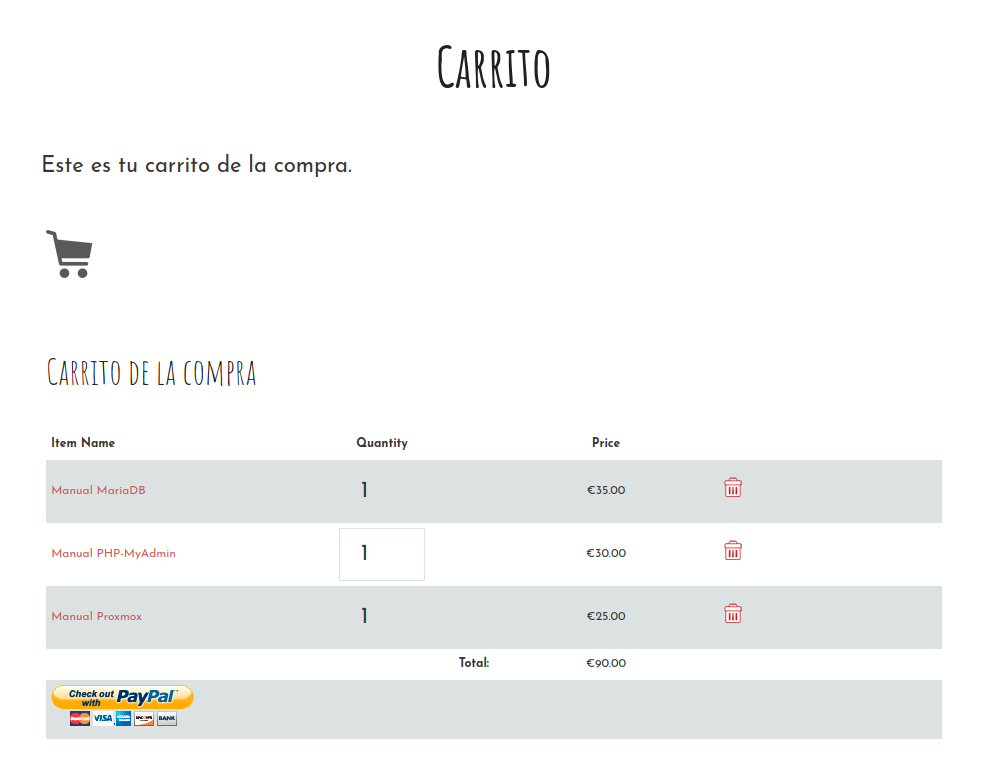 Carrito
Este es tu carrito de la compra.
Carrito de la compra
Item Name Quantity Price
Manual MariaDB 1 €35.00
Manual PHP-MyAdmin 1 €30.00
Manual Proxmox 1 €25.00
Total: €90.00
Check out with PayPal
VISA BANK